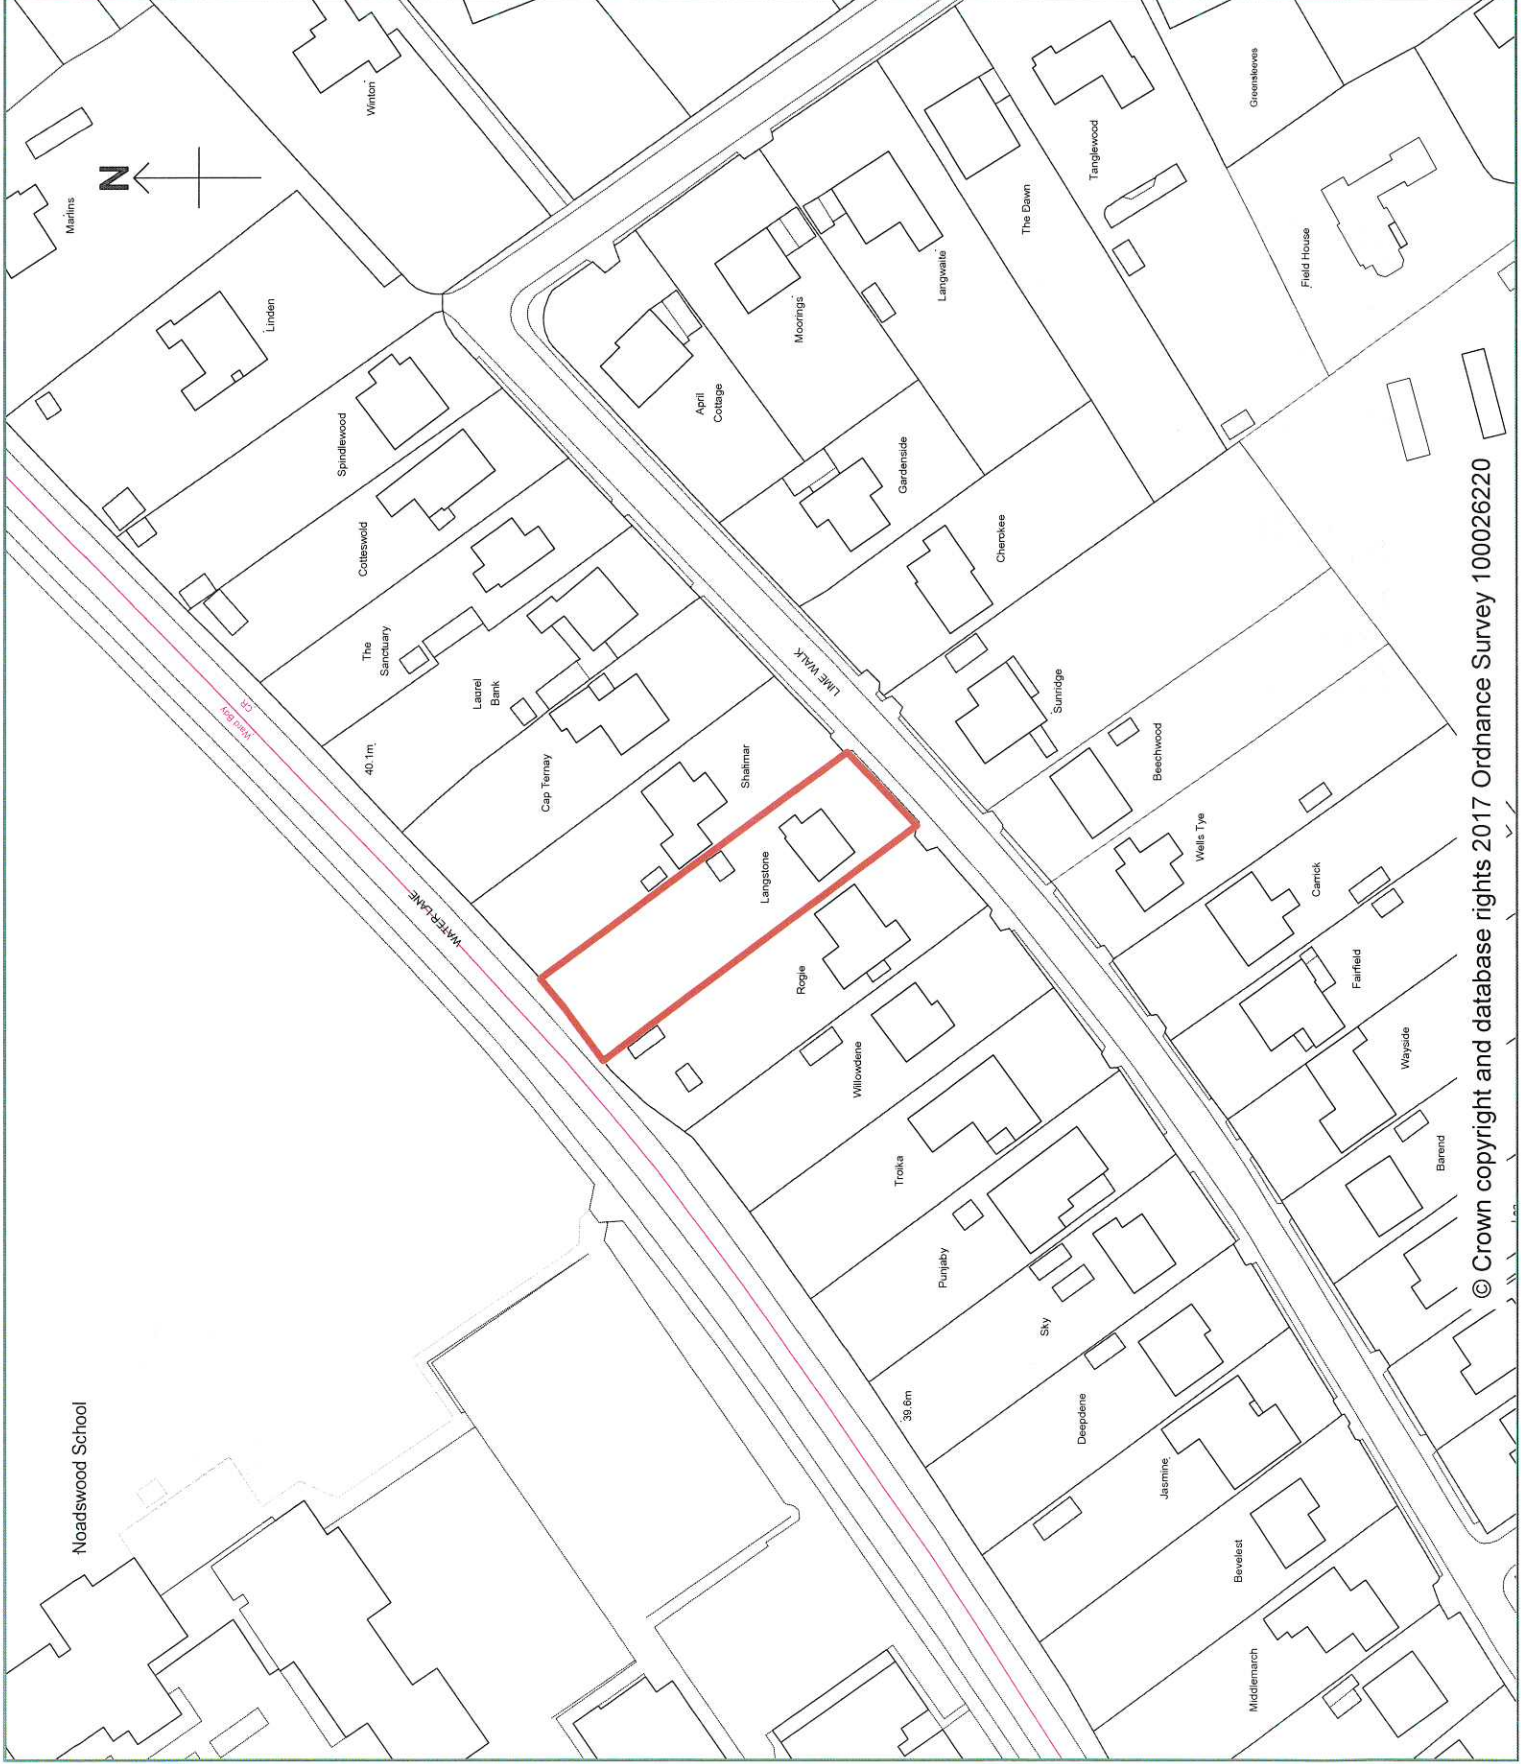 Noadswood School
N
Marlins
Winton
Linden
Spindlewood
Cotteswold
The
Sanctuary
Laurel
Bank
40.1m
Cap Ternay
Shalimar
Langstone
Rogie
Willowdene
Troika
Punjaby
Sky
39.6m
Deepdene
Jasmine
Bevelest
Middlemarch
WATER LANE
CR
Ward Bdy
LIME WALK
April
Cottage
Moorings
Langwaite
The Dawn
Tanglewood
Greensleeves
Field House
Gardenside
Cherokee
Sunridge
Beechwood
Wells Tye
Carrick
Fairfield
Wayside
Barend
© Crown copyright and database rights 2017 Ordnance Survey 100026220